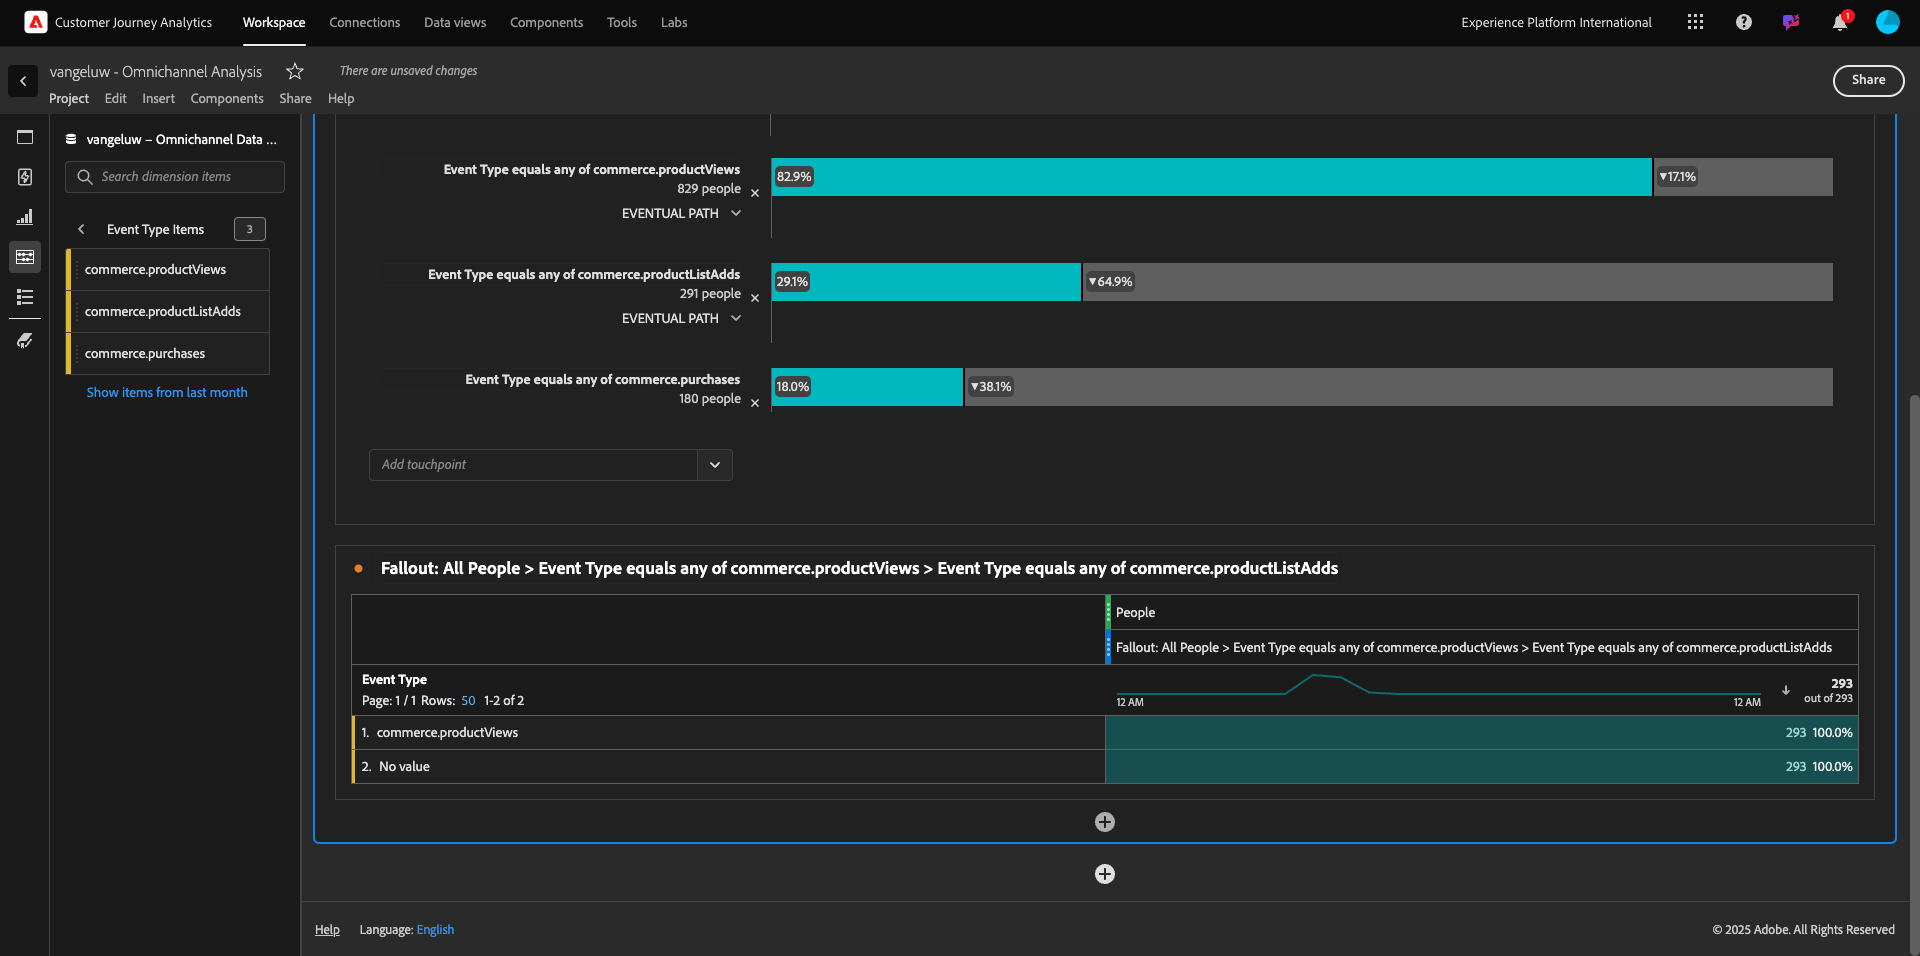 Customer Journey Analytics
Workspace
Connections
Data views
Components
Tools
Labs
Experience Platform International
1
vangeluw - Omnichannel Analysis
There are unsaved changes
Share
Project
Edit
Insert
Components
Share
Help
vangeluw – Omnichannel Data ...
Search dimension items
Event Type Items
3
commerce.productViews
commerce.productListAdds
commerce.purchases
Show items from last month
Event Type equals any of commerce.productViews
829 people
EVENTUAL PATH
82.9%
▼17.1%
Event Type equals any of commerce.productListAdds
291 people
EVENTUAL PATH
29.1%
▼64.9%
Event Type equals any of commerce.purchases
180 people
18.0%
▼38.1%
Add touchpoint
Fallout: All People > Event Type equals any of commerce.productViews > Event Type equals any of commerce.productListAdds
People
Fallout: All People > Event Type equals any of commerce.productViews > Event Type equals any of commerce.productListAdds
Event Type
Page: 1 / 1 Rows: 50 1-2 of 2
12 AM
12 AM
293
out of 293
1. commerce.productViews
293 100.0%
2. No value
293 100.0%
Help
Language: English
© 2025 Adobe. All Rights Reserved